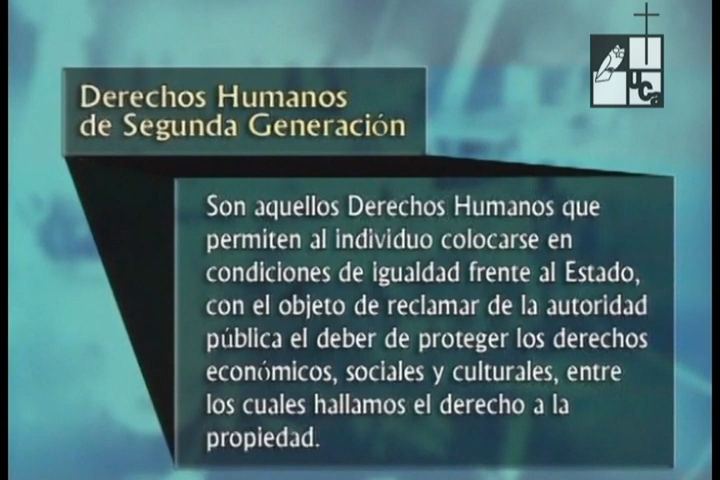 Derechos Humanos
de Segunda Generación
UCa
Son aquellos Derechos Humanos que
permiten al individuo colocarse en
condiciones de igualdad frente al Estado,
con el objeto de reclamar de la autoridad
pública el deber de proteger los derechos
económicos, sociales y culturales, entre
los cuales hallamos el derecho a la
propiedad.